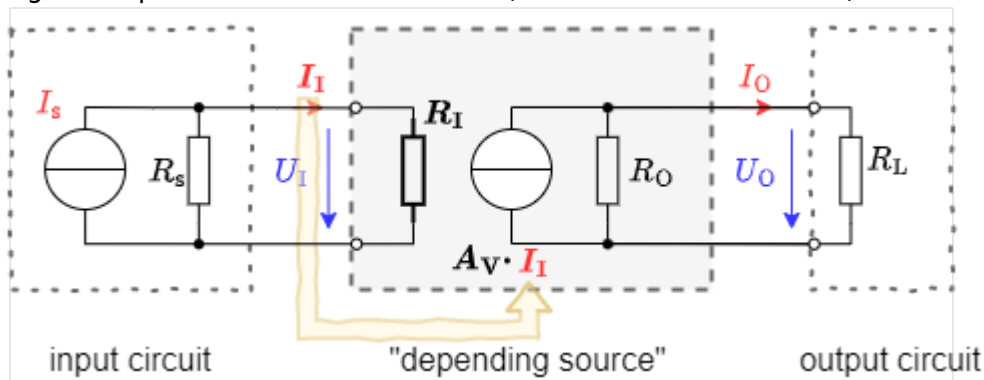 I_s
R_s
I_I
U_I
R_I
A_V· I_I
R_O
I_O
U_O
R_L
input circuit
"depending source"
output circuit